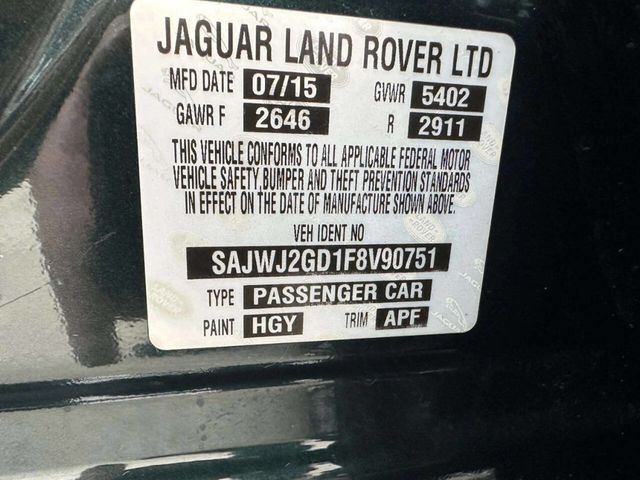 JAGUAR LAND ROVER LTD
MFD DATE 07/15 GVWR 5402
GAWR F 2646 R 2911
THIS VEHICLE CONFORMS TO ALL APPLICABLE FEDERAL MOTOR
VEHICLE SAFETY,BUMPER AND THEFT PREVENTION STANDARDS
IN EFFECT ON THE DATE OF MANUFACTURE SHOWN ABOVE.
VEH IDENT NO
SAJWJ2GD1F8V90751
TYPE PASSENGER CAR
PAINT HGY TRIM APF